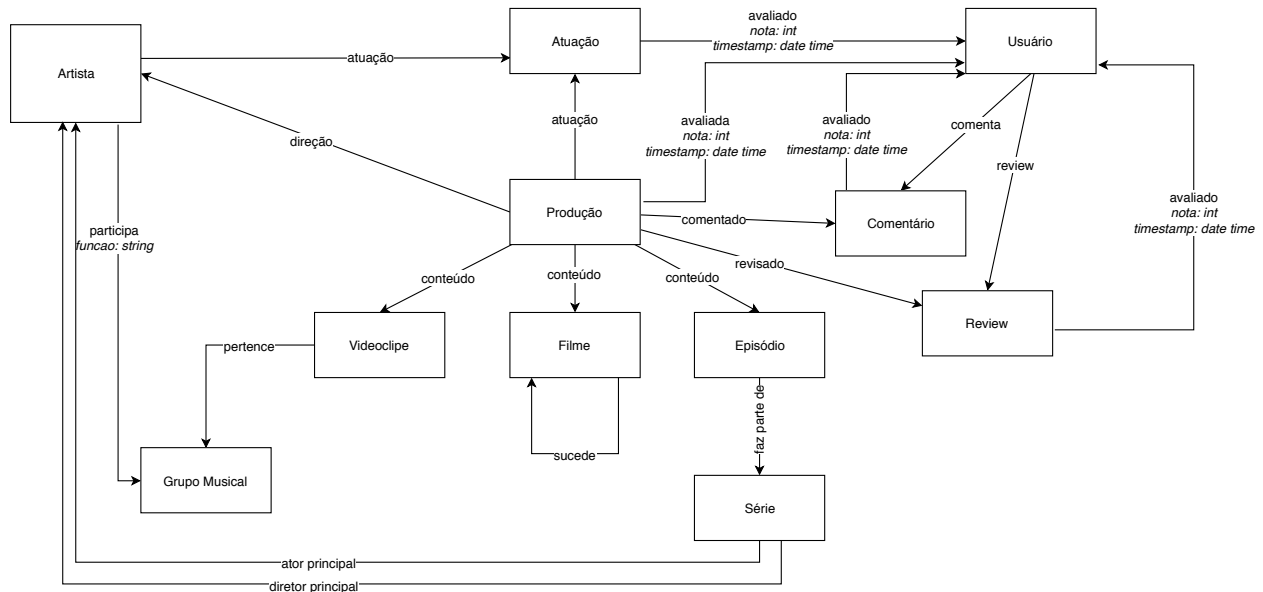 avaliado
nota: int
timestamp: date time
Artista
Atuação
Usuário
atuação
direção
atuação
avaliada
nota: int
timestamp: date time
avaliado
nota: int
timestamp: date time
comenta
review
Produção
comentado
Comentário
avaliado
nota: int
timestamp: date time
participa
funcao: string
conteúdo
conteúdo
conteúdo
revisado
Review
Videoclipe
Filme
Episódio
pertence
sucede
faz parte de
Grupo Musical
Série
ator principal
diretor principal